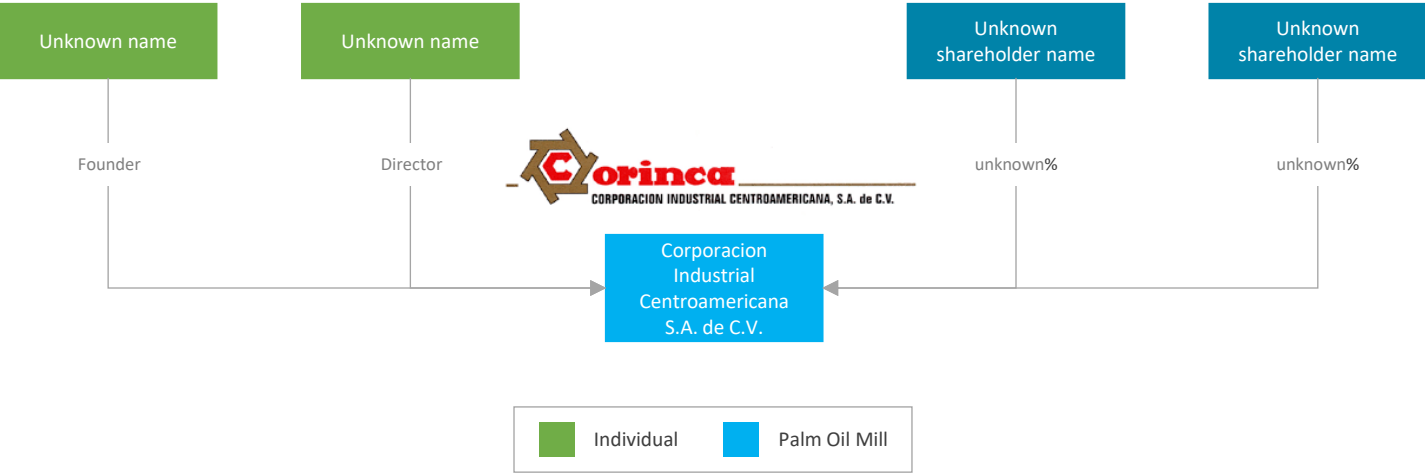 Unknown name
Unknown name
Unknown
shareholder name
Unknown
shareholder name
Founder
Director
unknown%
unknown%
Corinca
CORPORACION INDUSTRIAL CENTROAMERICANA, S.A. de C.V.
Corporacion
Industrial
Centroamericana
S.A. de C.V.
Individual
Palm Oil Mill